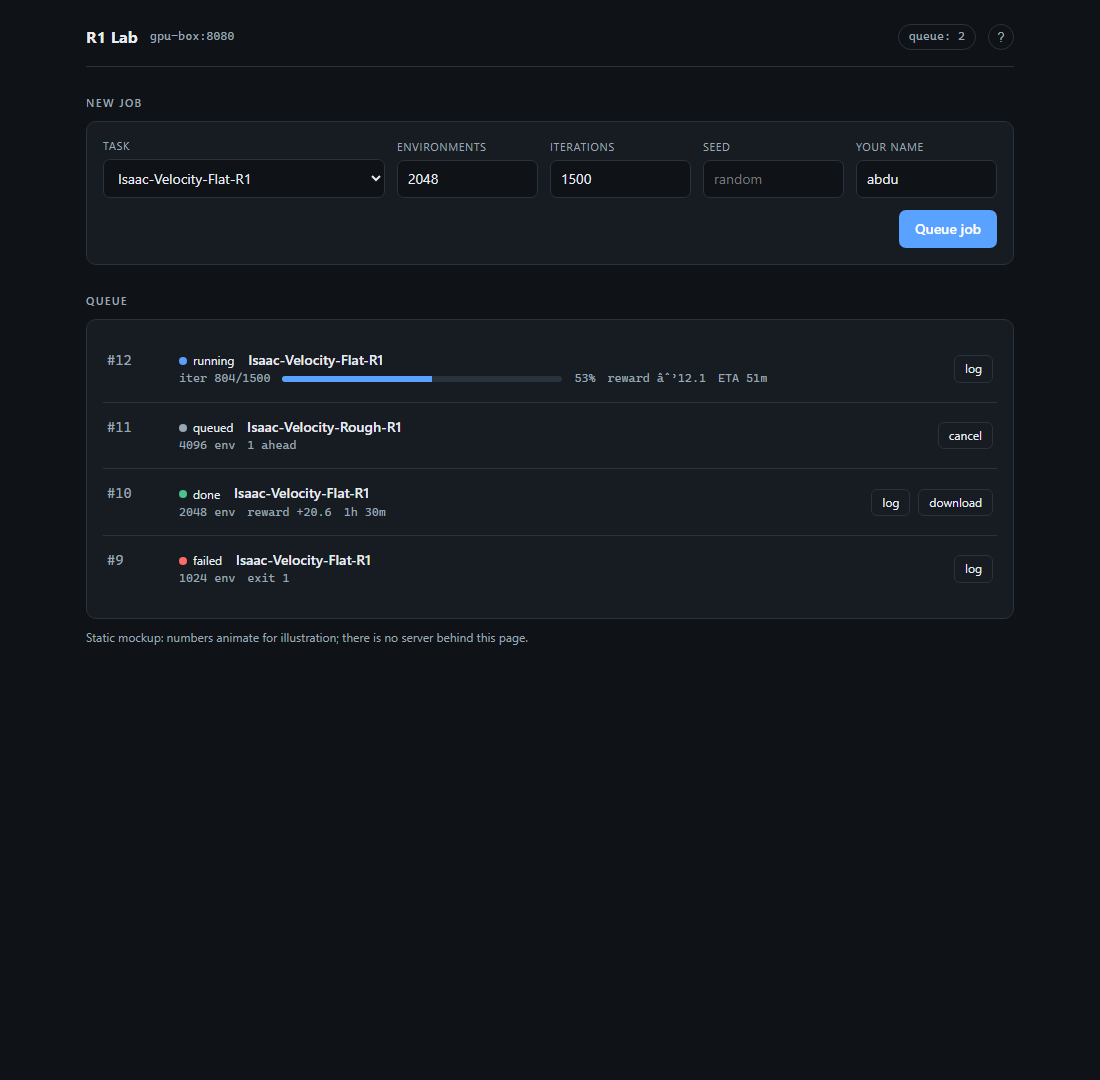 R1 Lab gpu-box:8080 queue: 2 ?
NEW JOB
TASK ENVIRONMENTS ITERATIONS SEED YOUR NAME
Isaac-Velocity-Flat-R1 2048 1500 random abdu
Queue job
QUEUE
#12 running Isaac-Velocity-Flat-R1 log
iter 804/1500 53% reward âˆ’12.1 ETA 51m
#11 queued Isaac-Velocity-Rough-R1 cancel
4096 env 1 ahead
#10 done Isaac-Velocity-Flat-R1 log download
2048 env reward +20.6 1h 30m
#9 failed Isaac-Velocity-Flat-R1 log
1024 env exit 1
Static mockup: numbers animate for illustration; there is no server behind this page.